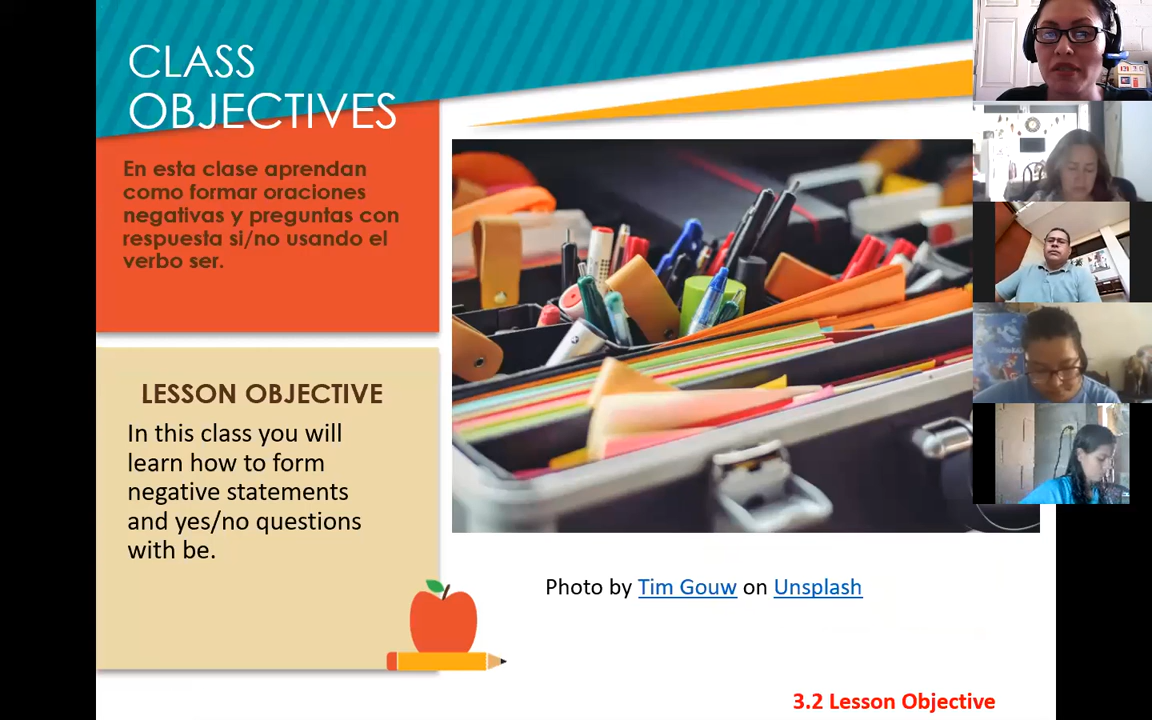 CLASS
OBJECTIVES
En esta clase aprendan
como formar oraciones
negativas y preguntas con
respuesta si/no usando el
verbo ser.
LESSON OBJECTIVE
In this class you will
learn how to form
negative statements
and yes/no questions
with be.
Photo by Tim Gouw on Unsplash
3.2 Lesson Objective